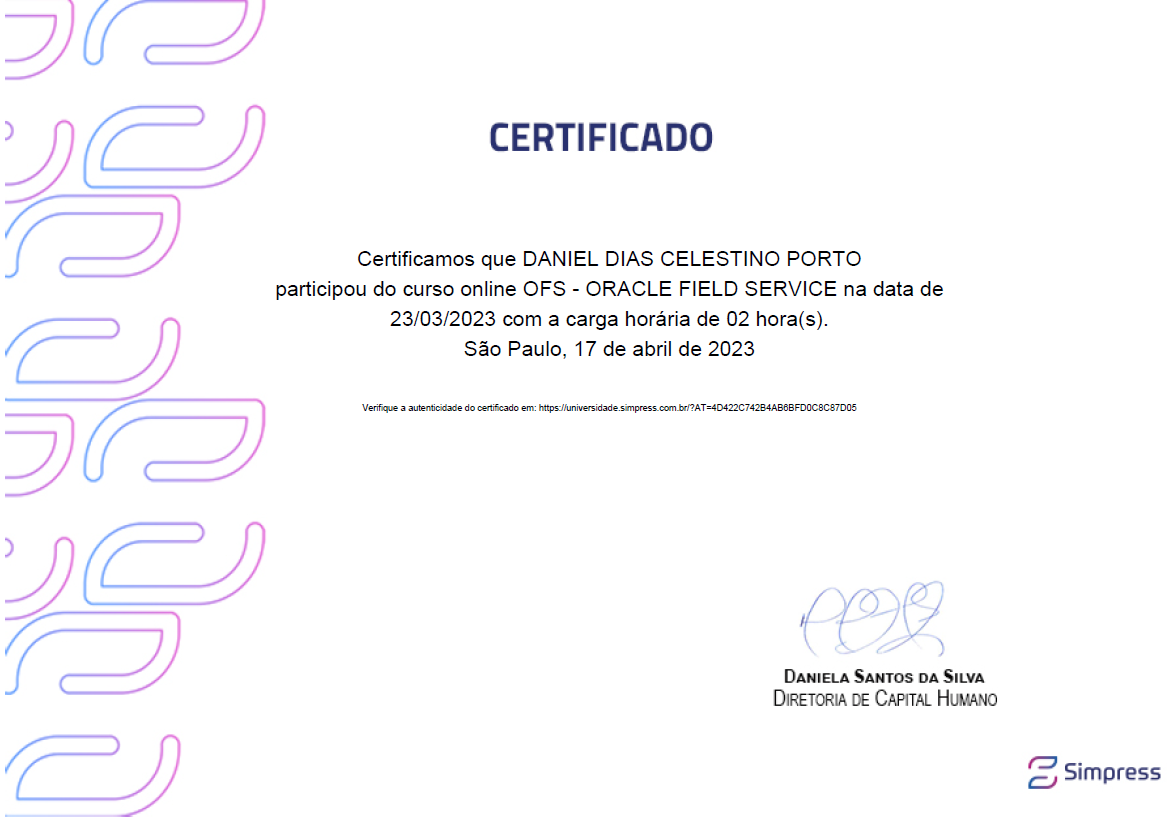 CERTIFICADO
Certificamos que DANIEL DIAS CELESTINO PORTO
participou do curso online OFS - ORACLE FIELD SERVICE na data de
23/03/2023 com a carga horária de 02 hora(s).
São Paulo, 17 de abril de 2023
Verifique a autenticidade do certificado em: https://universidade.simpress.com.br/?AT=4D422C742B4AB6BFD0C8C87D05
DANIELA SANTOS DA SILVA
DIRETORIA DE CAPITAL HUMANO
Simpress